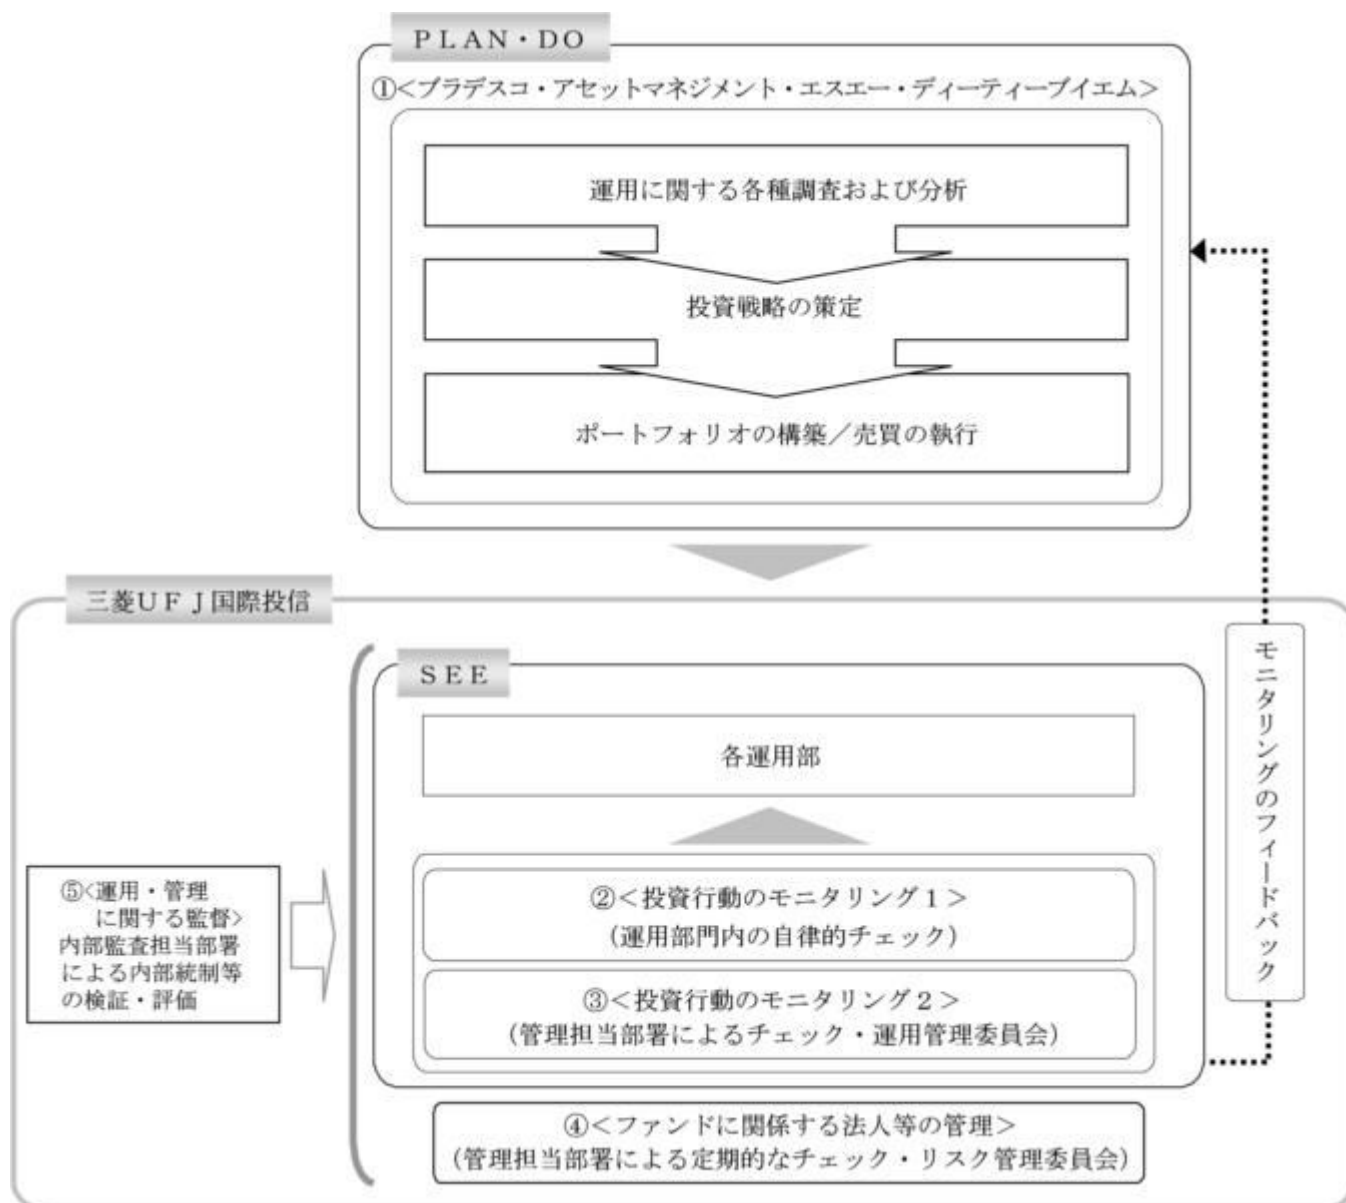 PLAN・DO
①<ブラデスコ・アセットマネジメント・エスエー・ディーティーブイエム>
運用に関する各種調査および分析
投資戦略の策定
ポートフォリオの構築/売買の執行
三菱UFJ国際投信
SEE
各運用部
②<投資行動のモニタリング1>
(運用部門内の自律的チェック)
③<投資行動のモニタリング2>
(管理担当部署によるチェック・運用管理委員会)
④<ファンドに関係する法人等の管理>
(管理担当部署による定期的なチェック・リスク管理委員会)
⑤<運用・管理
に関する監督>
内部監査担当部署
による内部統制等
の検証・評価
モニタリングのフィードバック